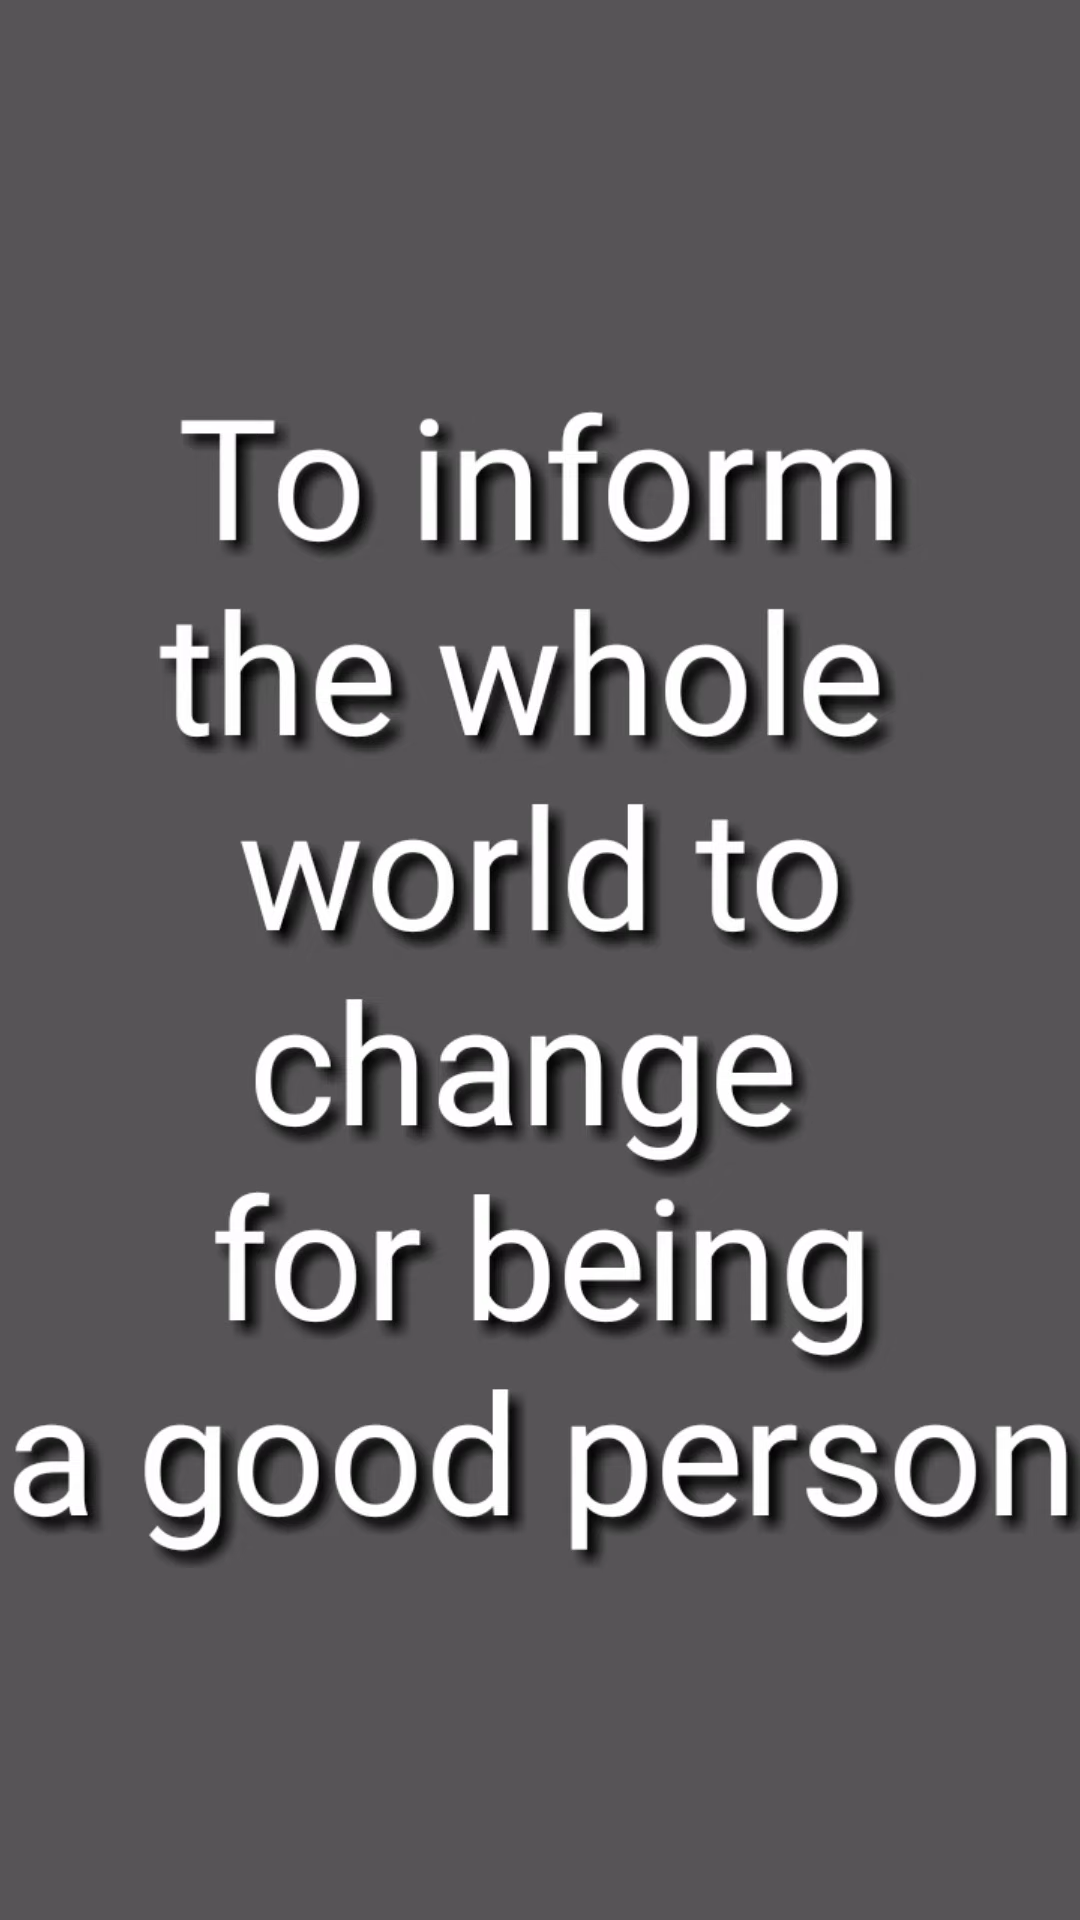 To inform
the whole
world to
change
for being
a good person